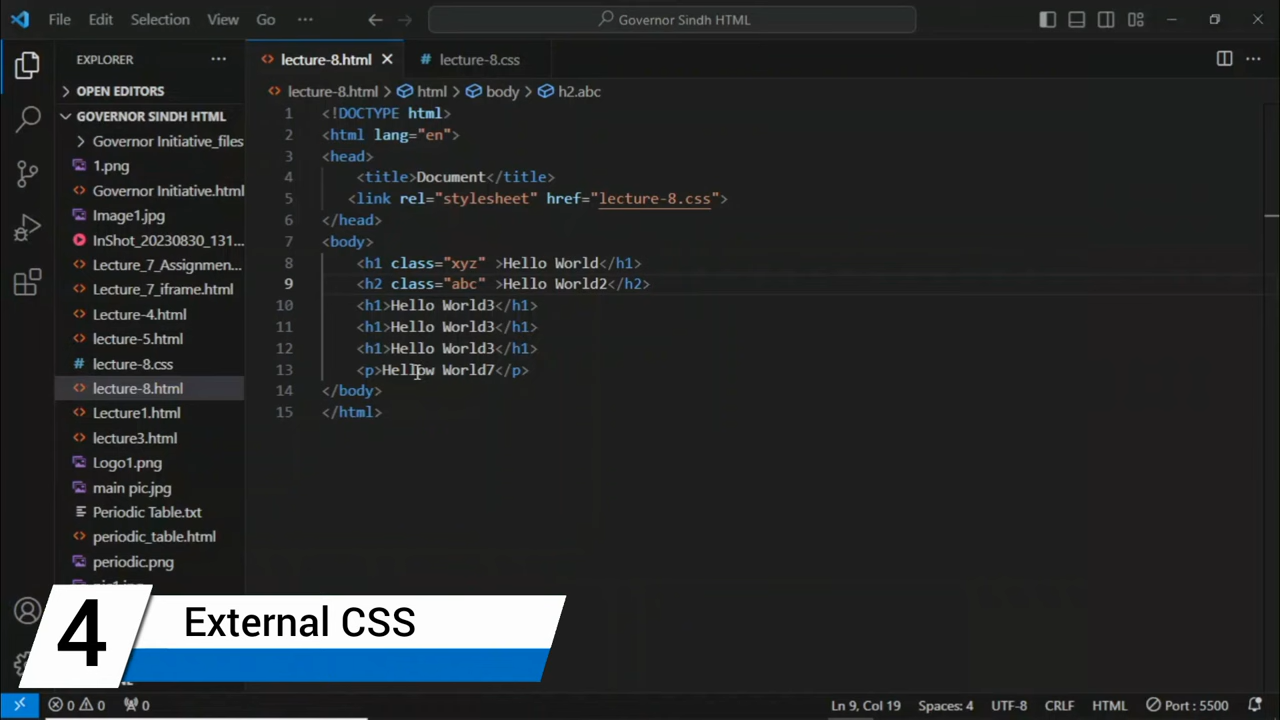 File Edit Selection View Go ··· Governor Sindh HTML
EXPLORER ···
lecture-8.html
# lecture-8.css
OPEN EDITORS
GOVERNOR SINDH HTML
Governor Initiative_files
1.png
Governor Initiative.html
Image1.jpg
InShot_20230830_131...
Lecture_7_Assignmen...
Lecture_7_iframe.html
Lecture-4.html
lecture-5.html
# lecture-8.css
lecture-8.html
Lecture1.html
lecture3.html
Logo1.png
main pic.jpg
Periodic Table.txt
periodic_table.html
periodic.png
lecture-8.html > html > body > h2.abc
1 <!DOCTYPE html>
2 <html lang="en">
3 <head>
4 <title>Document</title>
5 <link rel="stylesheet" href="lecture-8.css">
6 </head>
7 <body>
8 <h1 class="xyz" >Hello World</h1>
9 <h2 class="abc" >Hello World2</h2>
10 <h1>Hello World3</h1>
11 <h1>Hello World3</h1>
12 <h1>Hello World3</h1>
13 <p>Hellow World7</p>
14 </body>
15 </html>
4 External CSS
0 0 0 Ln 9, Col 19 Spaces: 4 UTF-8 CRLF HTML Port : 5500